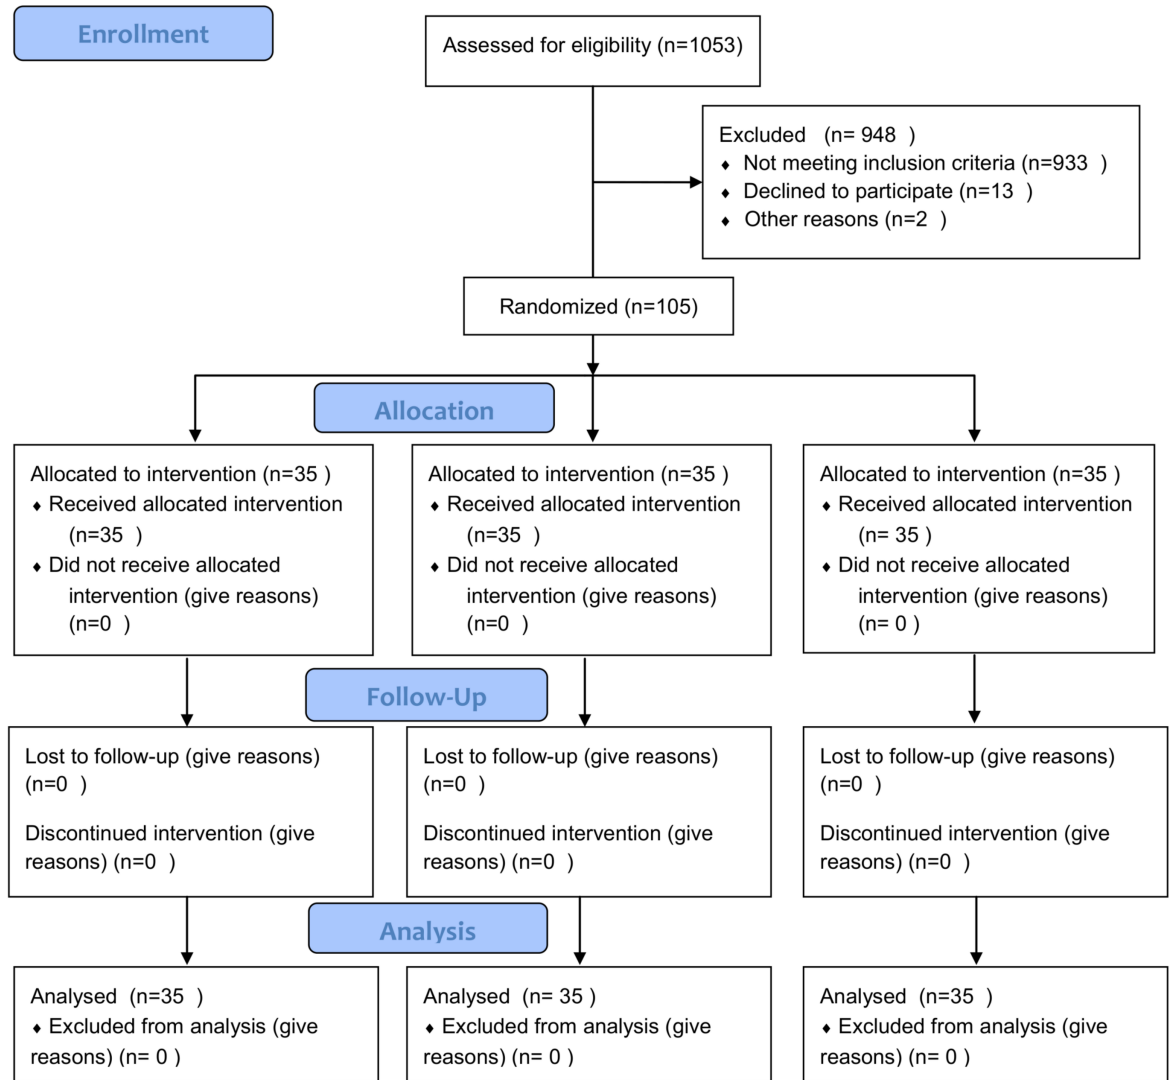 Enrollment
Assessed for eligibility (n=1053)
Excluded (n= 948 )
♦ Not meeting inclusion criteria (n=933 )
♦ Declined to participate (n=13 )
♦ Other reasons (n=2 )
Randomized (n=105)
Allocation
Allocated to intervention (n=35 )
♦ Received allocated intervention
(n=35 )
♦ Did not receive allocated
intervention (give reasons)
(n=0 )
Allocated to intervention (n=35 )
♦ Received allocated intervention
(n=35 )
♦ Did not receive allocated
intervention (give reasons)
(n=0 )
Allocated to intervention (n=35 )
♦ Received allocated intervention
(n= 35 )
♦ Did not receive allocated
intervention (give reasons)
(n= 0 )
Follow-Up
Lost to follow-up (give reasons)
(n=0 )
Discontinued intervention (give
reasons) (n=0 )
Lost to follow-up (give reasons)
(n=0 )
Discontinued intervention (give
reasons) (n=0 )
Lost to follow-up (give reasons)
(n=0 )
Discontinued intervention (give
reasons) (n=0 )
Analysis
Analysed (n=35 )
♦ Excluded from analysis (give
reasons) (n= 0 )
Analysed (n= 35 )
♦ Excluded from analysis (give
reasons) (n= 0 )
Analysed (n=35 )
♦ Excluded from analysis (give
reasons) (n= 0 )